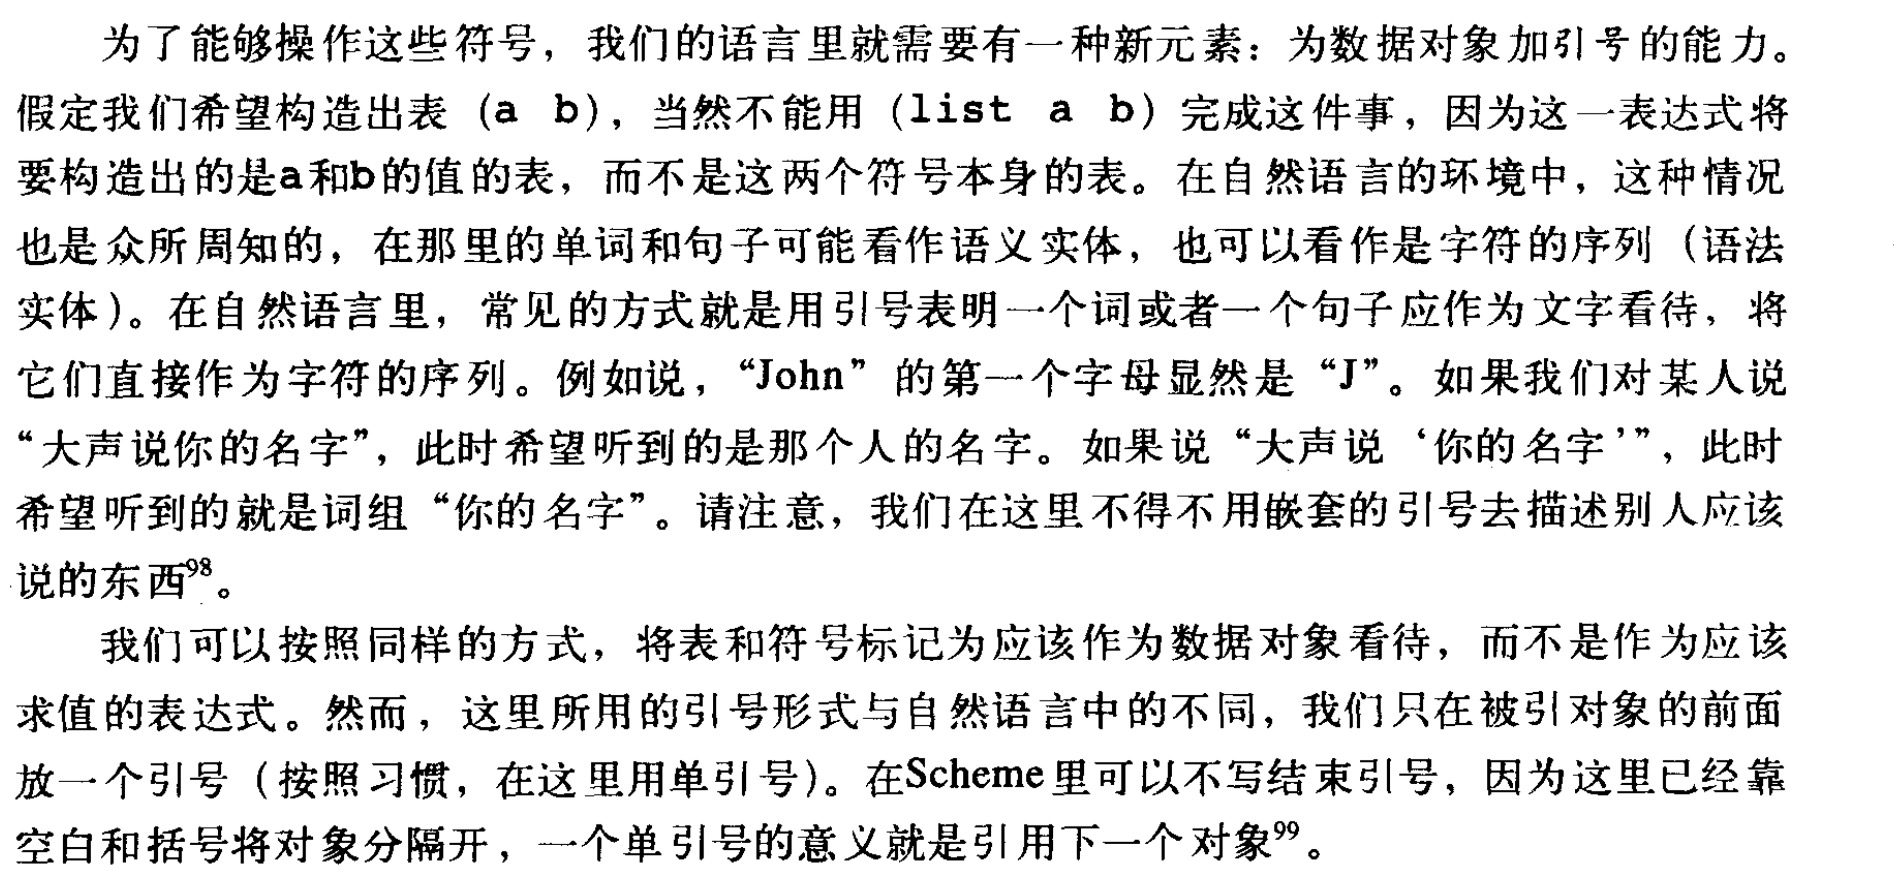 为了能够操作这些符号，我们的语言里就需要有一种新元素：为数据对象加引号的能力。
假定我们希望构造出表（a b），当然不能用（list a b）完成这件事，因为这一表达式将
要构造出的是a和b的值的表，而不是这两个符号本身的表。在自然语言的环境中，这种情况
也是众所周知的，在那里的单词和句子可能看作语义实体，也可以看作是字符的序列（语法
实体）。在自然语言里，常见的方式就是用引号表明一个词或者一个句子应作为文字看待，将
它们直接作为字符的序列。例如说，“John”的第一个字母显然是“J”。如果我们对某人说
“大声说你的名字”，此时希望听到的是那个人的名字。如果说“大声说‘你的名字’”，此时
希望听到的就是词组“你的名字”。请注意，我们在这里不得不用嵌套的引号去描述别人应该
说的东西98。
我们可以按照同样的方式，将表和符号标记为应该作为数据对象看待，而不是作为应该
求值的表达式。然而，这里所用的引号形式与自然语言中的不同，我们只在被引对象的前面
放一个引号（按照习惯，在这里用单引号）。在Scheme里可以不写结束引号，因为这里已经靠
空白和括号将对象分隔开，一个单引号的意义就是引用下一个对象99。